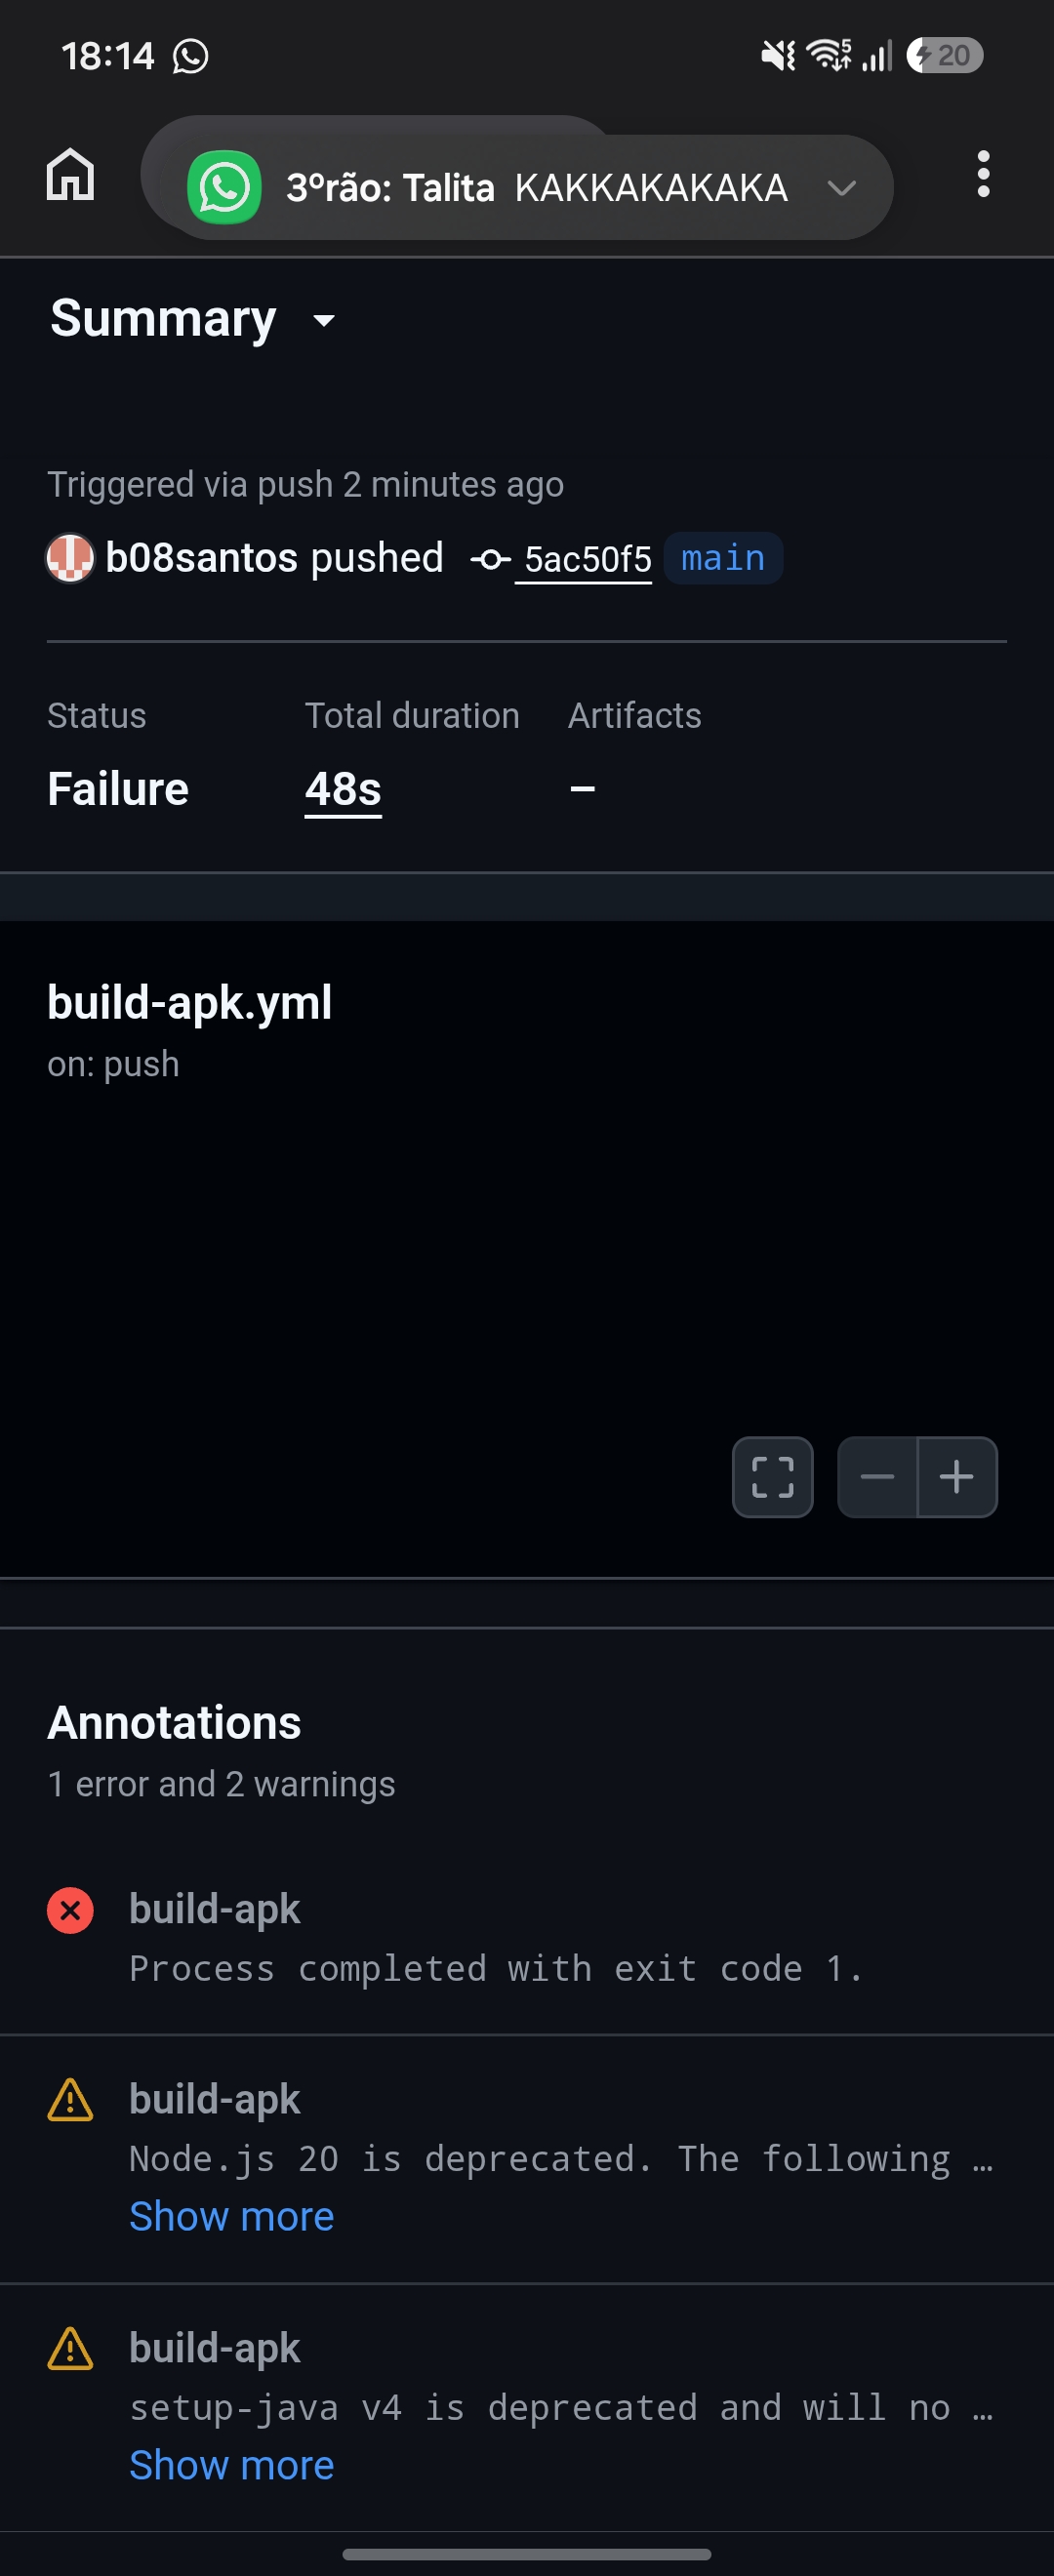 18:14
5
20
3ºrão: Talita KAKKAKAKAKA
Summary
Triggered via push 2 minutes ago
b08santos pushed 5ac50f5 main
Status Total duration Artifacts
Failure 48s –
build-apk.yml
on: push
Annotations
1 error and 2 warnings
build-apk
Process completed with exit code 1.
build-apk
Node.js 20 is deprecated. The following …
Show more
build-apk
setup-java v4 is deprecated and will no …
Show more